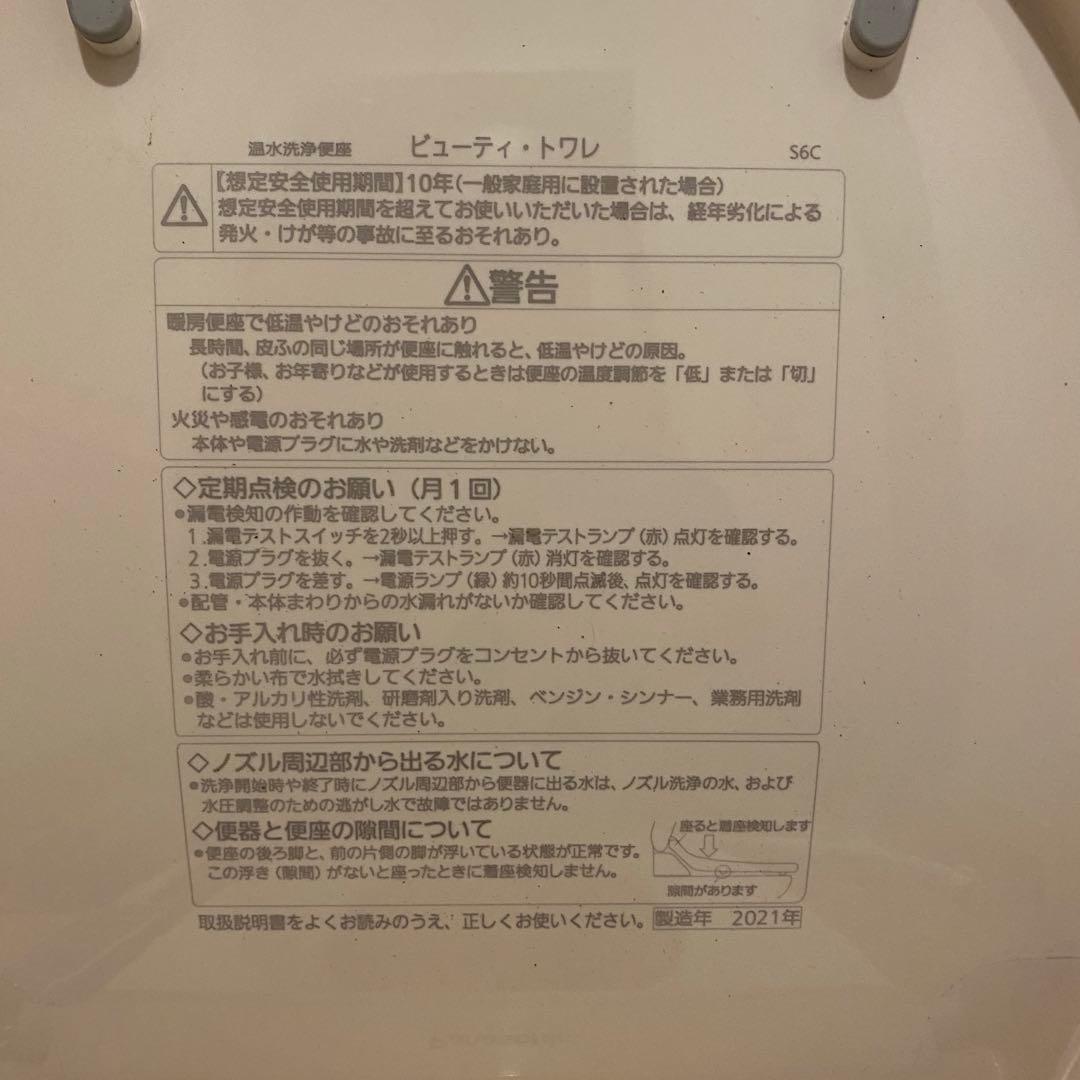 温水洗浄便座 ビューティ・トワレ S6C
【想定安全使用期間】10年(一般家庭用に設置された場合)
想定安全使用期間を超えてお使いいただいた場合は、経年劣化による
発火・けが等の事故に至るおそれあり。
警告
暖房便座で低温やけどのおそれあり
長時間、皮ふの同じ場所が便座に触れると、低温やけどの原因。
(お子様、お年寄りなどが使用するときは便座の温度調節を「低」または「切」
にする)
火災や感電のおそれあり
本体や電源プラグに水や洗剤などをかけない。
◇定期点検のお願い(月1回)
●漏電検知の作動を確認してください。
1.漏電テストスイッチを2秒以上押す。→漏電テストランプ(赤)点灯を確認する。
2.電源プラグを抜く。→漏電テストランプ(赤)消灯を確認する。
3.電源プラグを差す。→電源ランプ(緑)約10秒間点滅後、点灯を確認する。
●配管・本体まわりからの水漏れがないか確認してください。
◇お手入れ時のお願い
●お手入れ前に、必ず電源プラグをコンセントから抜いてください。
●柔らかい布で水拭きしてください。
●酸・アルカリ性洗剤、研磨剤入り洗剤、ベンジン・シンナー、業務用洗剤
などは使用しないでください。
◇ノズル周辺部から出る水について
●洗浄開始時や終了時にノズル周辺部から便器に出る水は、ノズル洗浄の水、および
水圧調整のための逃がし水で故障ではありません。
◇便器と便座の隙間について
●便座の後ろ脚と、前の片側の脚が浮いている状態が正常です。
この浮き(隙間)がないと座ったときに着座検知しません。
座ると着座検知します
隙間があります
取扱説明書をよくお読みのうえ、正しくお使いください。 製造年 2021年